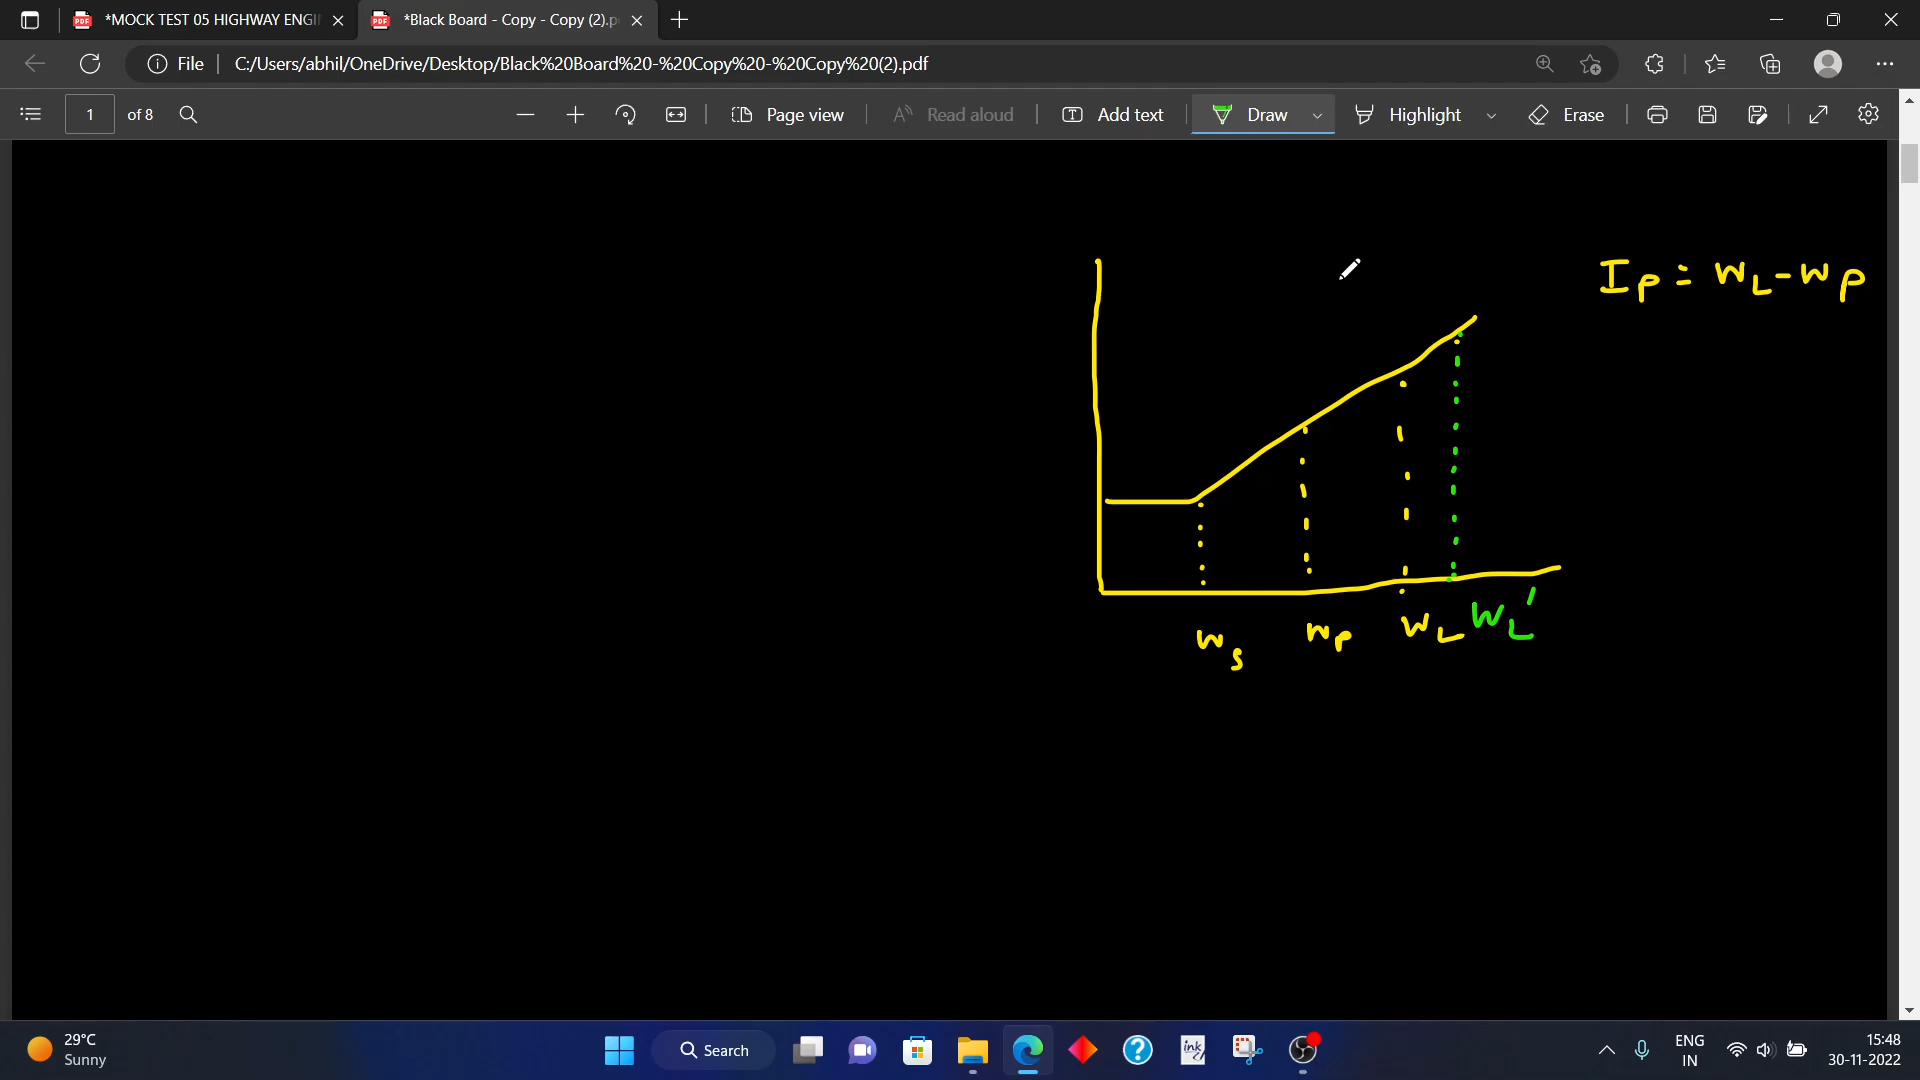 *MOCK TEST 05 HIGHWAY ENGI
*Black Board - Copy - Copy (2).p
File
C:/Users/abhil/OneDrive/Desktop/Black%20Board%20-%20Copy%20-%20Copy%20(2).pdf
1 of 8
Page view
Read aloud
Add text
Draw
Highlight
Erase
Ip = WL-Wp
Ws
Wp
WL
WL'
29°C
Sunny
Search
ink
ENG
IN
15:48
30-11-2022